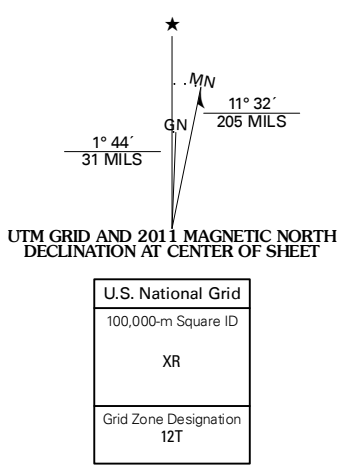 ★
MN
GN
11° 32´
205 MILS
1° 44´
31 MILS
UTM GRID AND 2011 MAGNETIC NORTH
DECLINATION AT CENTER OF SHEET
U.S. National Grid
100,000-m Square ID
XR
Grid Zone Designation
12T